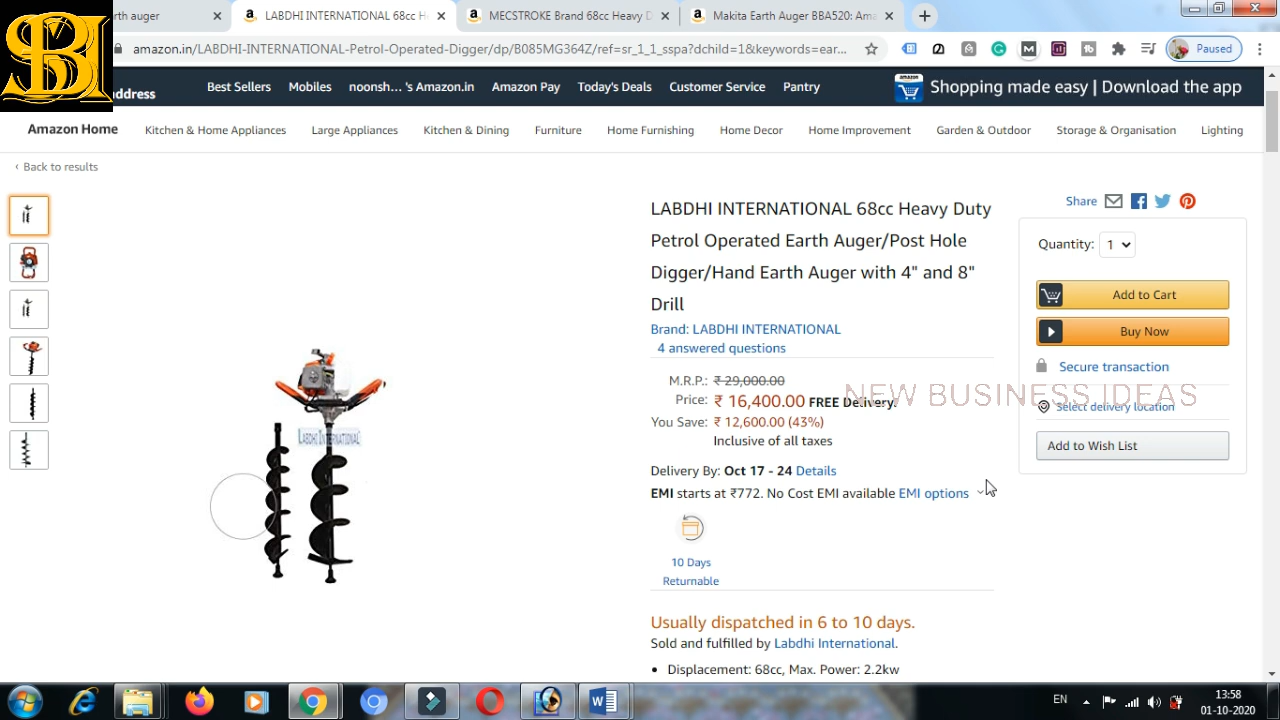 arth auger
LABDHI INTERNATIONAL 68cc H
MECSTROKE Brand 68cc Heavy D
Makita Earth Auger BBA520: Ama
amazon.in/LABDHI-INTERNATIONAL-Petrol-Operated-Digger/dp/B085MG364Z/ref=sr_1_1_sspa?dchild=1&keywords=ear...
Paused
address
Best Sellers
Mobiles
noonsh... 's Amazon.in
Amazon Pay
Today's Deals
Customer Service
Pantry
Shopping made easy | Download the app
Amazon Home
Kitchen & Home Appliances
Large Appliances
Kitchen & Dining
Furniture
Home Furnishing
Home Decor
Home Improvement
Garden & Outdoor
Storage & Organisation
Lighting
‹ Back to results
LABDHI INTERNATIONAL 68cc Heavy Duty
Petrol Operated Earth Auger/Post Hole
Digger/Hand Earth Auger with 4" and 8"
Drill
Brand: LABDHI INTERNATIONAL
4 answered questions
M.R.P.: ₹ 29,000.00
Price: ₹ 16,400.00 FREE Delivery.
You Save: ₹ 12,600.00 (43%)
Inclusive of all taxes
Delivery By: Oct 17 - 24 Details
EMI starts at ₹772. No Cost EMI available EMI options
10 Days
Returnable
Usually dispatched in 6 to 10 days.
Sold and fulfilled by Labdhi International.
• Displacement: 68cc, Max. Power: 2.2kw
LABDHI INTERNATIONAL
Share
Quantity: 1
Add to Cart
Buy Now
Secure transaction
NEW BUSINESS IDEAS
Select delivery location
Add to Wish List
EN
13:58
01-10-2020